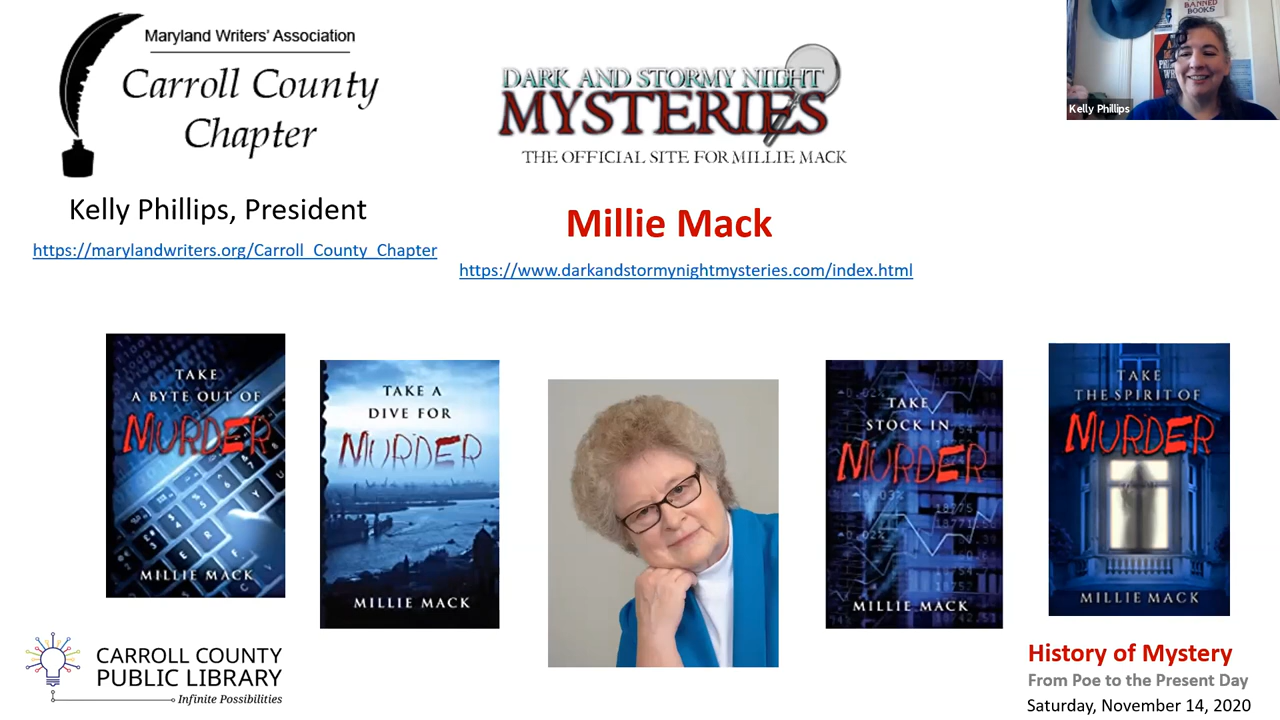 Maryland Writers' Association
Carroll County
Chapter
Kelly Phillips, President
https://marylandwriters.org/Carroll_County_Chapter
DARK AND STORMY NIGHT
MYSTERIES
THE OFFICIAL SITE FOR MILLIE MACK
Millie Mack
https://www.darkandstormynightmysteries.com/index.html
BANNED
BOOKS
Kelly Phillips
TAKE
A BYTE OUT OF
MURDER
MILLIE MACK
TAKE A
DIVE FOR
MURDER
MILLIE MACK
TAKE
STOCK IN
MURDER
MILLIE MACK
TAKE
THE SPIRIT OF
MURDER
MILLIE MACK
CARROLL COUNTY
PUBLIC LIBRARY
Infinite Possibilities
History of Mystery
From Poe to the Present Day
Saturday, November 14, 2020